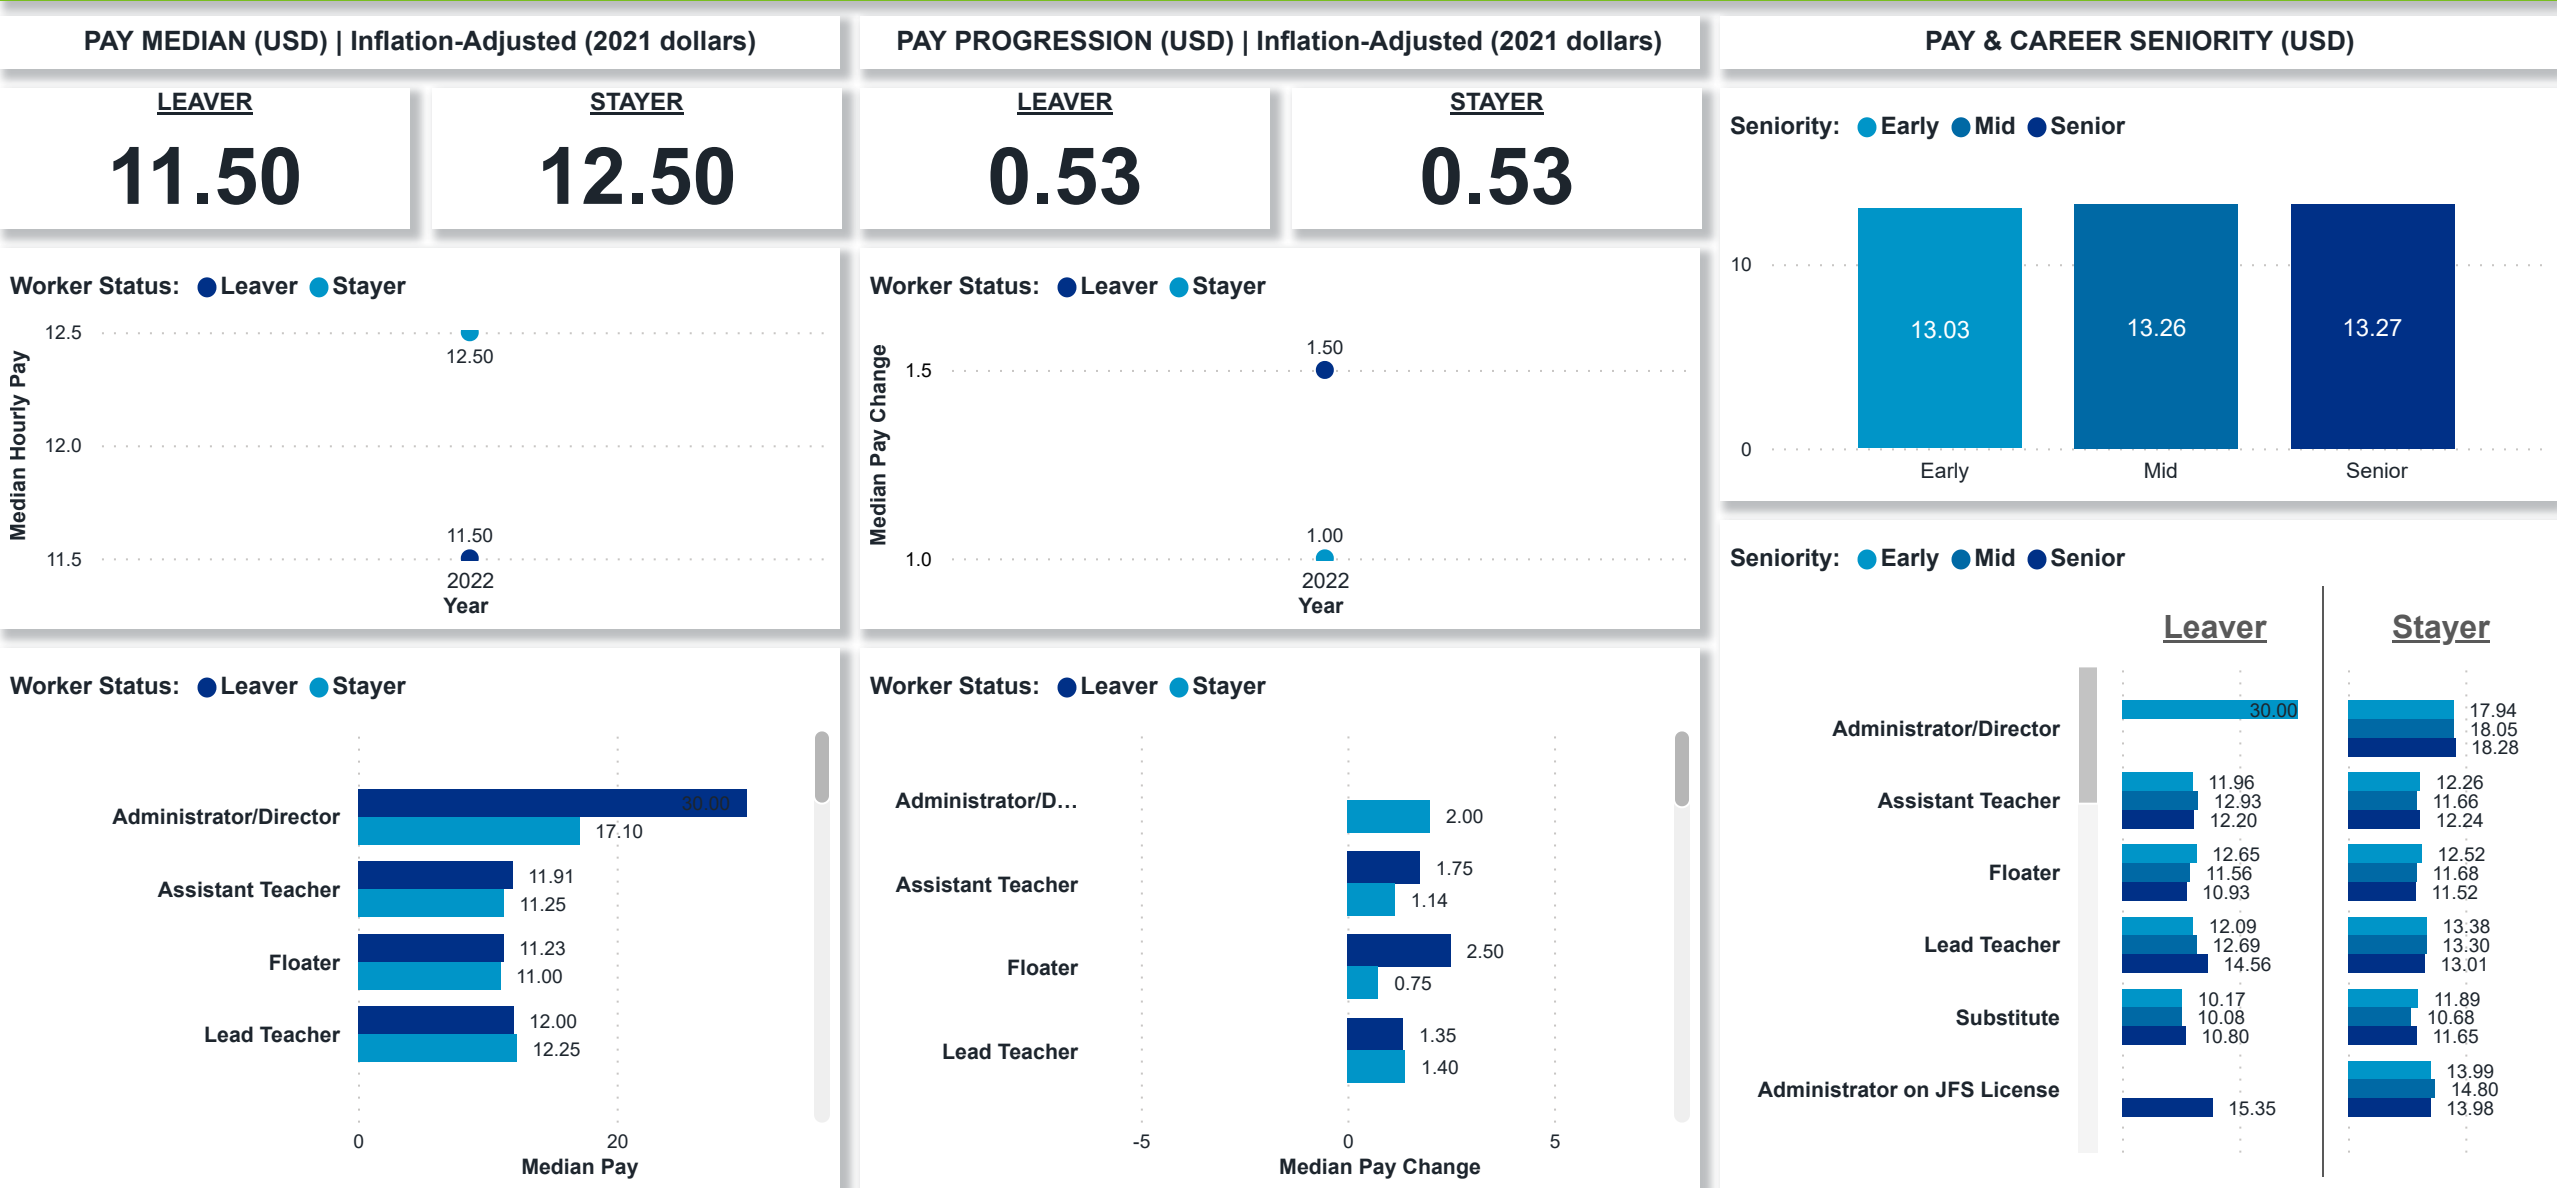 PAY MEDIAN (USD) | Inflation-Adjusted (2021 dollars)
LEAVER
11.50
STAYER
12.50
Worker Status: Leaver Stayer
Median Hourly Pay
12.5
12.0
11.5
12.50
11.50
2022
Year
Worker Status: Leaver Stayer
Administrator/Director
30.00
17.10
Assistant Teacher
11.91
11.25
Floater
11.23
11.00
Lead Teacher
12.00
12.25
0
20
Median Pay
PAY PROGRESSION (USD) | Inflation-Adjusted (2021 dollars)
LEAVER
0.53
STAYER
0.53
Worker Status: Leaver Stayer
Median Pay Change
1.5
1.0
1.50
1.00
2022
Year
Worker Status: Leaver Stayer
Administrator/D...
2.00
Assistant Teacher
1.75
1.14
Floater
2.50
0.75
Lead Teacher
1.35
1.40
-5
0
5
Median Pay Change
PAY & CAREER SENIORITY (USD)
Seniority: Early Mid Senior
10
0
13.03
13.26
13.27
Early
Mid
Senior
Seniority: Early Mid Senior
Leaver
Stayer
Administrator/Director
30.00
17.94
18.05
18.28
Assistant Teacher
11.96
12.93
12.20
12.26
11.66
12.24
Floater
12.65
11.56
10.93
12.52
11.68
11.52
Lead Teacher
12.09
12.69
14.56
13.38
13.30
13.01
Substitute
10.17
10.08
10.80
11.89
10.68
11.65
Administrator on JFS License
15.35
13.99
14.80
13.98